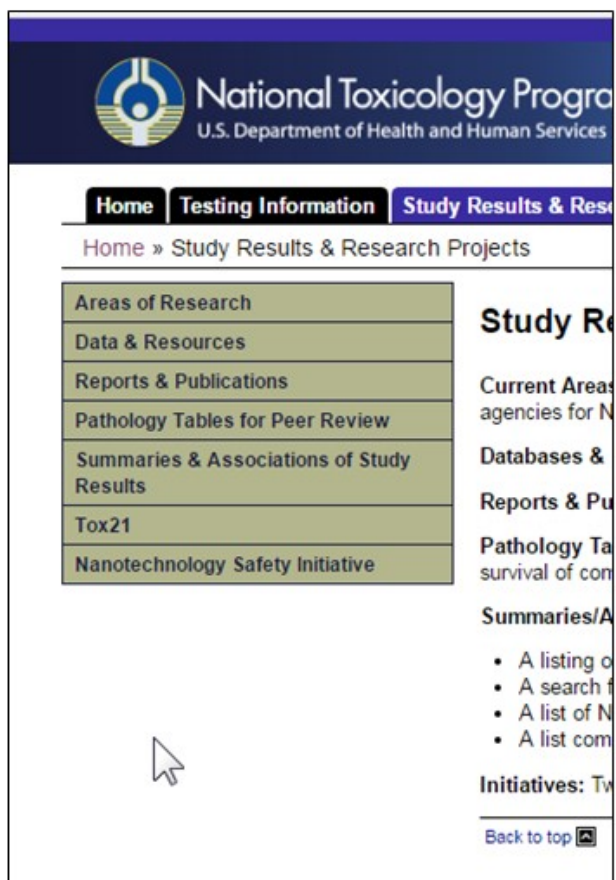 National Toxicology Progra
U.S. Department of Health and Human Services
Home Testing Information Study Results & Rese
Home » Study Results & Research Projects
Areas of Research
Data & Resources
Reports & Publications
Pathology Tables for Peer Review
Summaries & Associations of Study
Results
Tox21
Nanotechnology Safety Initiative
Study Re
Current Areas
agencies for N
Databases &
Reports & Pu
Pathology Ta
survival of com
Summaries/A
• A listing o
• A search f
• A list of N
• A list com
Initiatives: Tw
Back to top